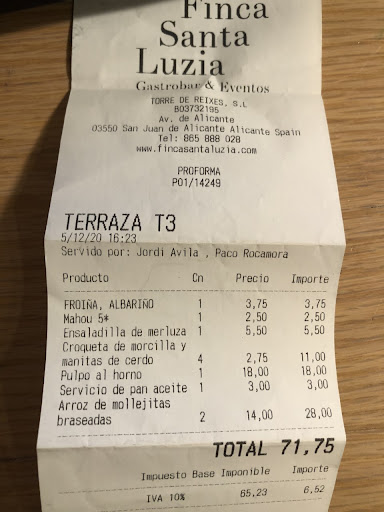 Finca
Santa
Luzia
Gastrobar & Eventos
TORRE DE REIXES, S.L
B03732195
Av. de Alicante
03550 San Juan de Alicante Alicante Spain
Tel: 865 888 028
www.fincasantaluzia.com
PROFORMA
P01/14249
TERRAZA T3
5/12/20 16:23
Servido por: Jordi Avila , Paco Rocamora
Producto Cn Precio Importe
FROIÑA, ALBARIÑO 1 3,75 3,75
Mahou 5* 1 2,50 2,50
Ensaladilla de merluza 1 5,50 5,50
Croqueta de morcilla y
manitas de cerdo 4 2,75 11,00
Pulpo al horno 1 18,00 18,00
Servicio de pan aceite 1 3,00 3,00
Arroz de mollejitas
braseadas 2 14,00 28,00
TOTAL 71,75
Impuesto Base Imponible Importe
IVA 10% 65,23 6,52